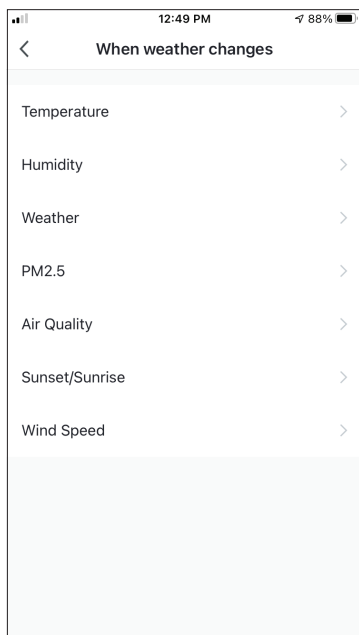 12:49 PM 88%
When weather changes
Temperature
Humidity
Weather
PM2.5
Air Quality
Sunset/Sunrise
Wind Speed